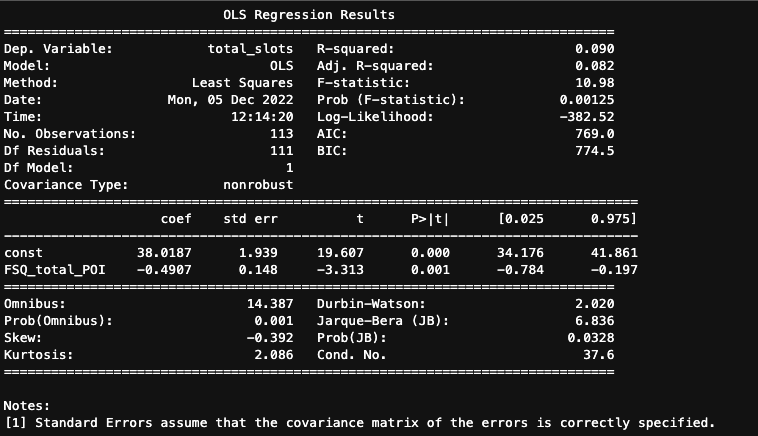 OLS Regression Results
==============================================================================
Dep. Variable:            total_slots   R-squared:                       0.090
Model:                            OLS   Adj. R-squared:                  0.082
Method:                 Least Squares   F-statistic:                     10.98
Date:                Mon, 05 Dec 2022   Prob (F-statistic):            0.00125
Time:                        12:14:20   Log-Likelihood:                -382.52
No. Observations:                 113   AIC:                             769.0
Df Residuals:                     111   BIC:                             774.5
Df Model:                           1
Covariance Type:            nonrobust
=================================================================================
                    coef    std err          t      P>|t|      [0.025      0.975]
---------------------------------------------------------------------------------
const            38.0187      1.939     19.607      0.000      34.176      41.861
FSQ_total_POI    -0.4907      0.148     -3.313      0.001      -0.784      -0.197
==============================================================================
Omnibus:                       14.387   Durbin-Watson:                   2.020
Prob(Omnibus):                  0.001   Jarque-Bera (JB):                6.836
Skew:                          -0.392   Prob(JB):                       0.0328
Kurtosis:                       2.086   Cond. No.                         37.6
==============================================================================
Notes:
[1] Standard Errors assume that the covariance matrix of the errors is correctly specified.